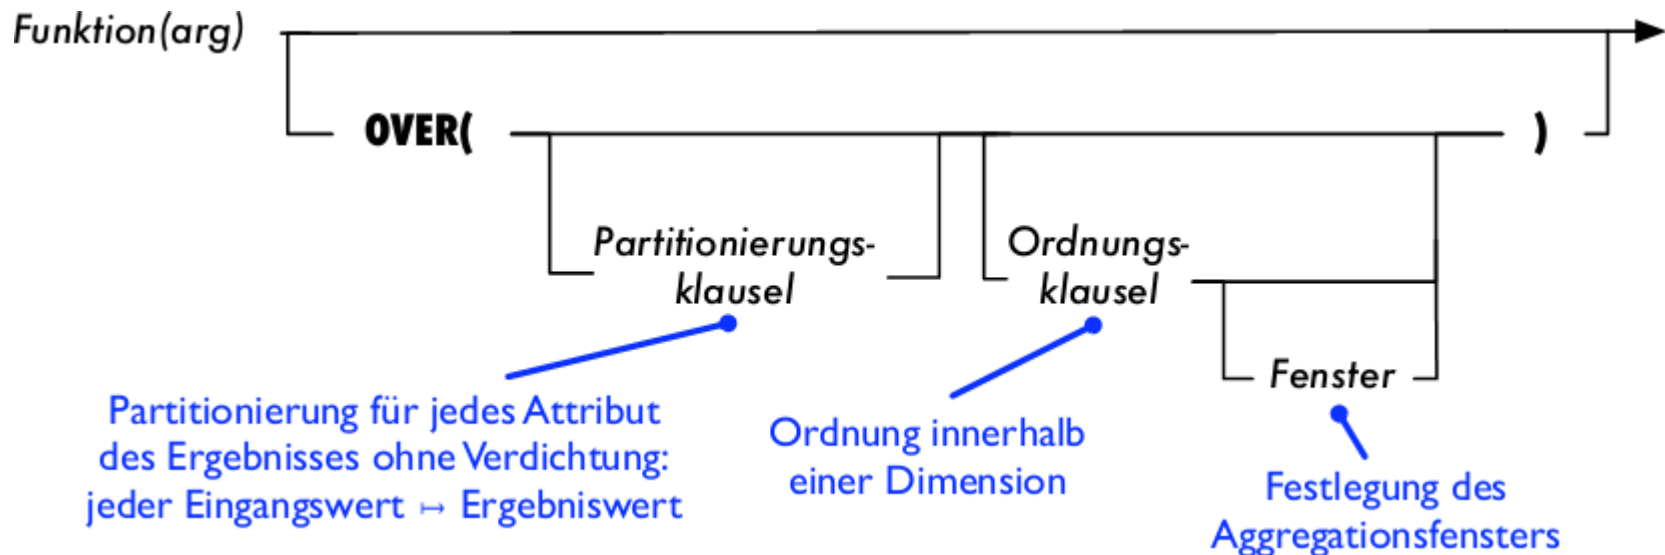 Funktion(arg)
OVER(
)
Partitionierungs-
klausel
Ordnungs-
klausel
Fenster
Partitionierung für jedes Attribut
des Ergebnisses ohne Verdichtung:
jeder Eingangswert ↦ Ergebniswert
Ordnung innerhalb
einer Dimension
Festlegung des
Aggregationsfensters